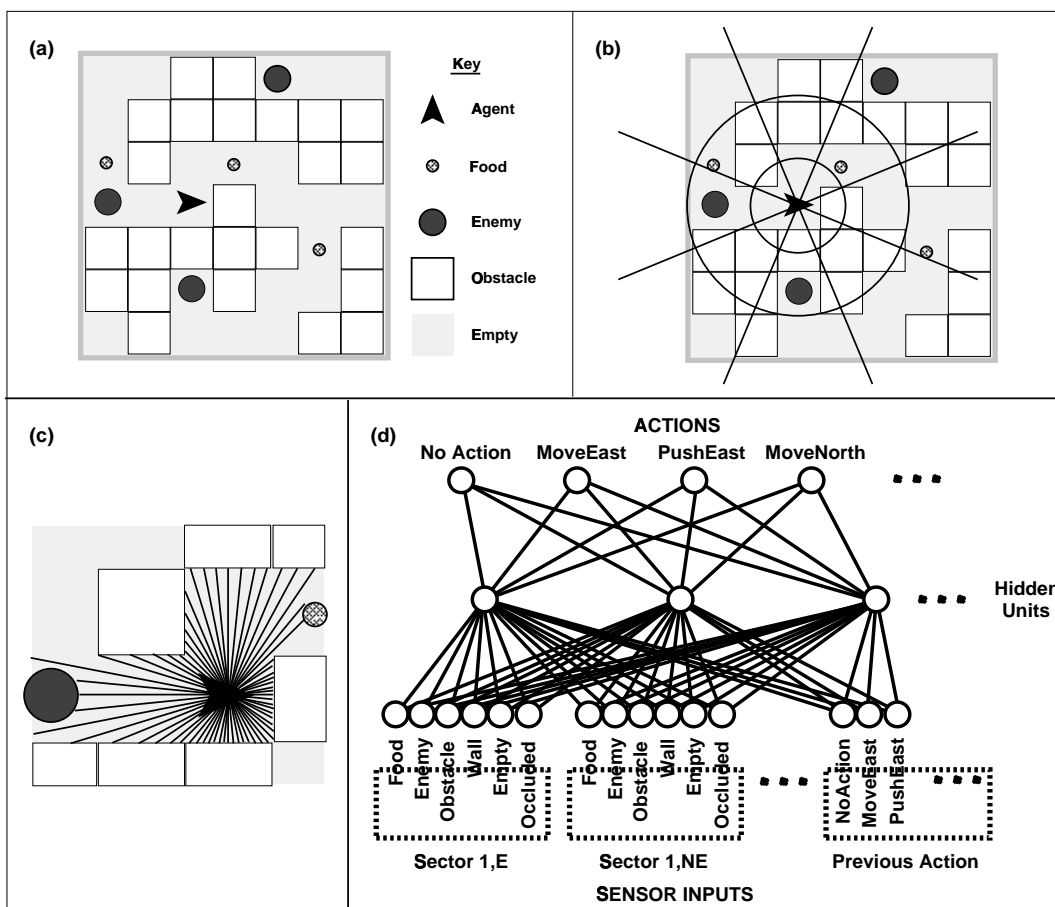 (a)
Key
Agent
Food
Enemy
Obstacle
Empty
(b)
(c)
(d)
ACTIONS
No Action MoveEast PushEast MoveNorth
Hidden
Units
Food Enemy Obstacle Wall Empty Occluded
Food Enemy Obstacle Wall Empty Occluded
NoAction MoveEast PushEast
Sector 1,E Sector 1,NE Previous Action
SENSOR INPUTS